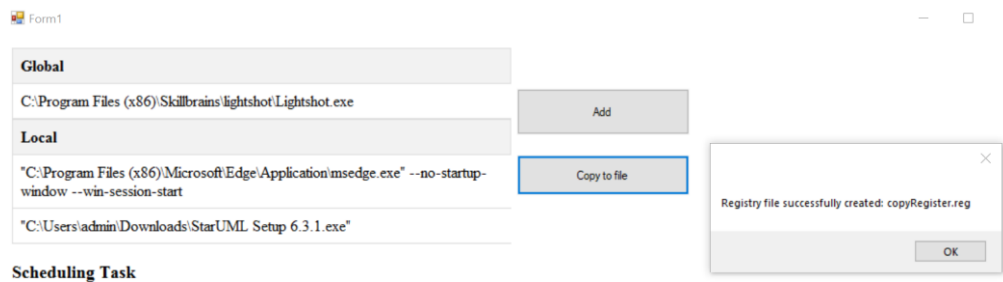 Form1
Global
C:\Program Files (x86)\Skillbrains\lightshot\Lightshot.exe
Local
"C:\Program Files (x86)\Microsoft\Edge\Application\msedge.exe" --no-startup-
window --win-session-start
"C:\Users\admin\Downloads\StarUML Setup 6.3.1.exe"
Scheduling Task
Add
Copy to file
Registry file successfully created: copyRegister.reg
OK